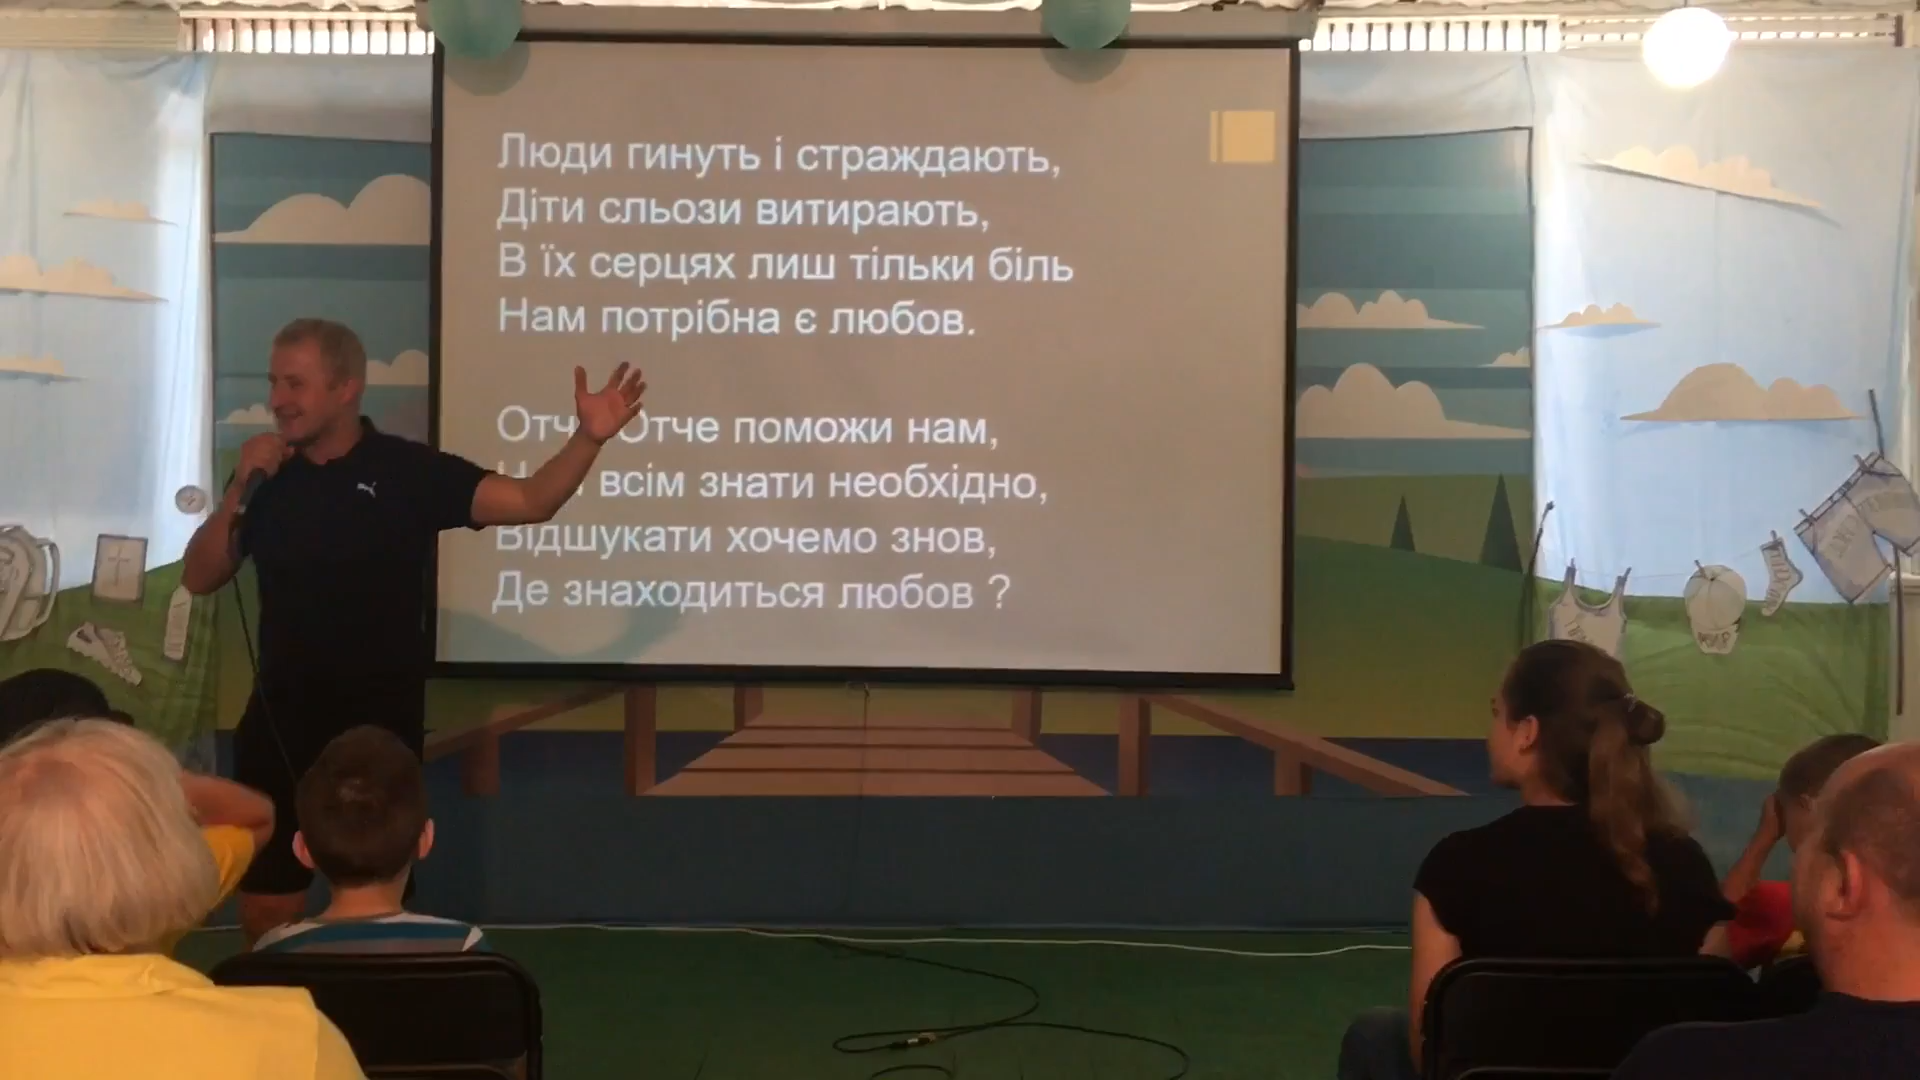 Люди гинуть і страждають,
Діти сльози витирають,
В їх серцях лиш тільки біль
Нам потрібна є любов.
Отче поможи нам,
всім знати необхідно,
Відшукати хочемо знов,
Де знаходиться любов ?
МИР